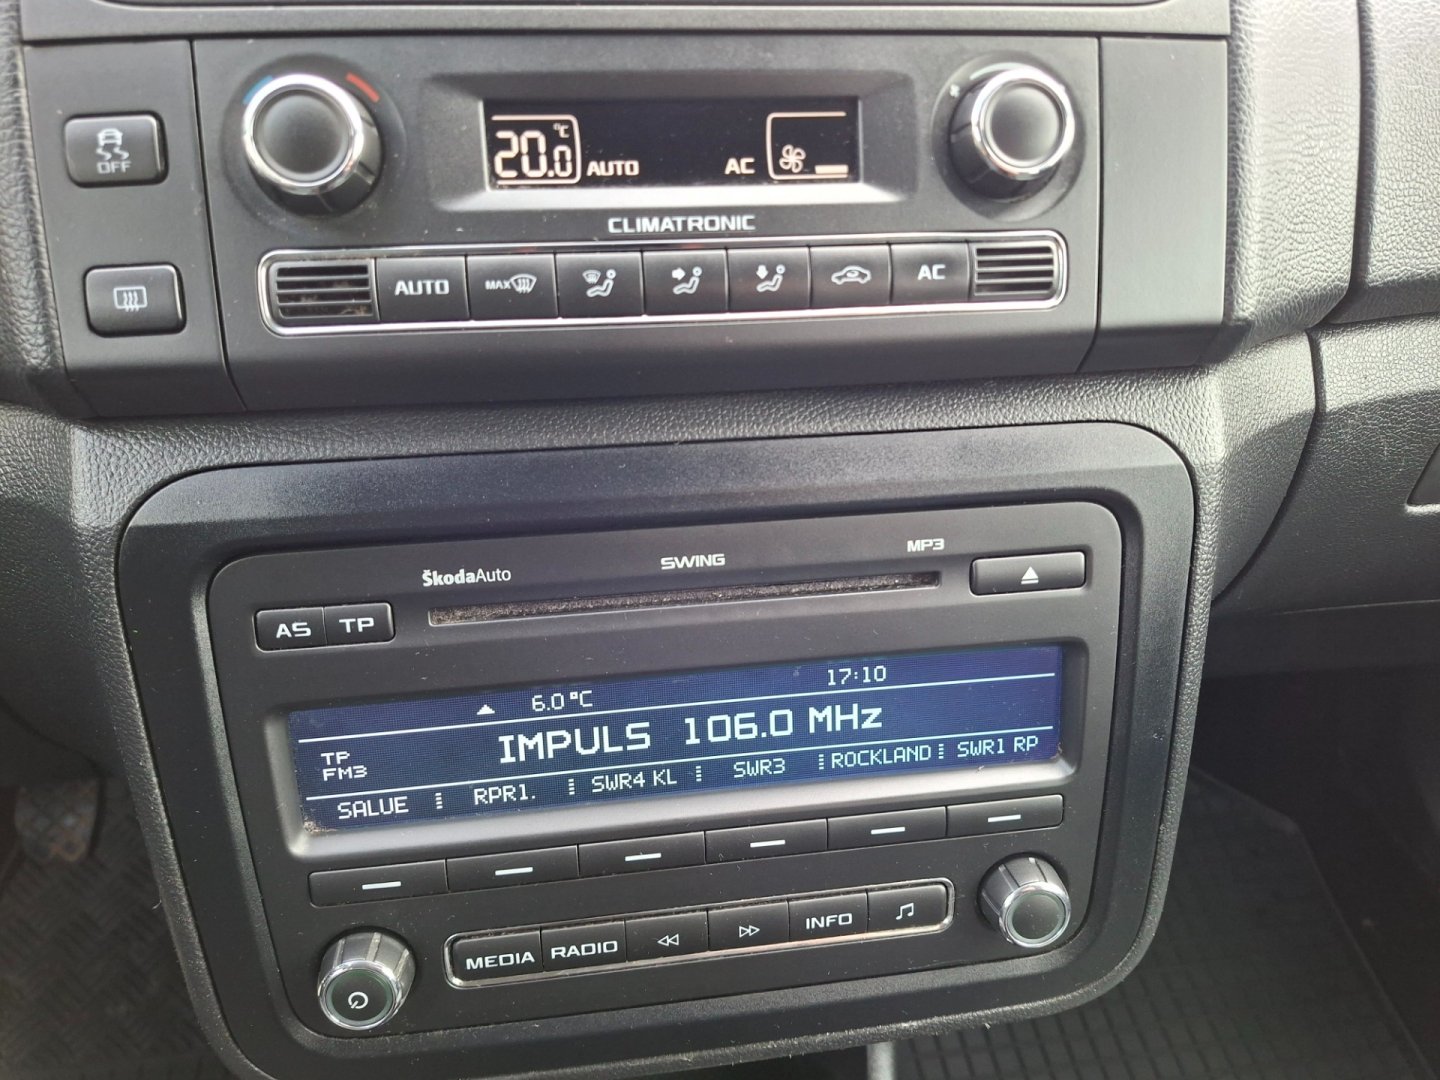 20.0 °C AUTO AC
OFF
CLIMATRONIC
AUTO MAX AC
ŠkodaAuto SWING MP3
AS TP
6.0 °C 17:10
TP IMPULS 106.0 MHz
FM3
SALUE RPR1. SWR4 KL SWR3 ROCKLAND SWR1 RP
MEDIA RADIO INFO